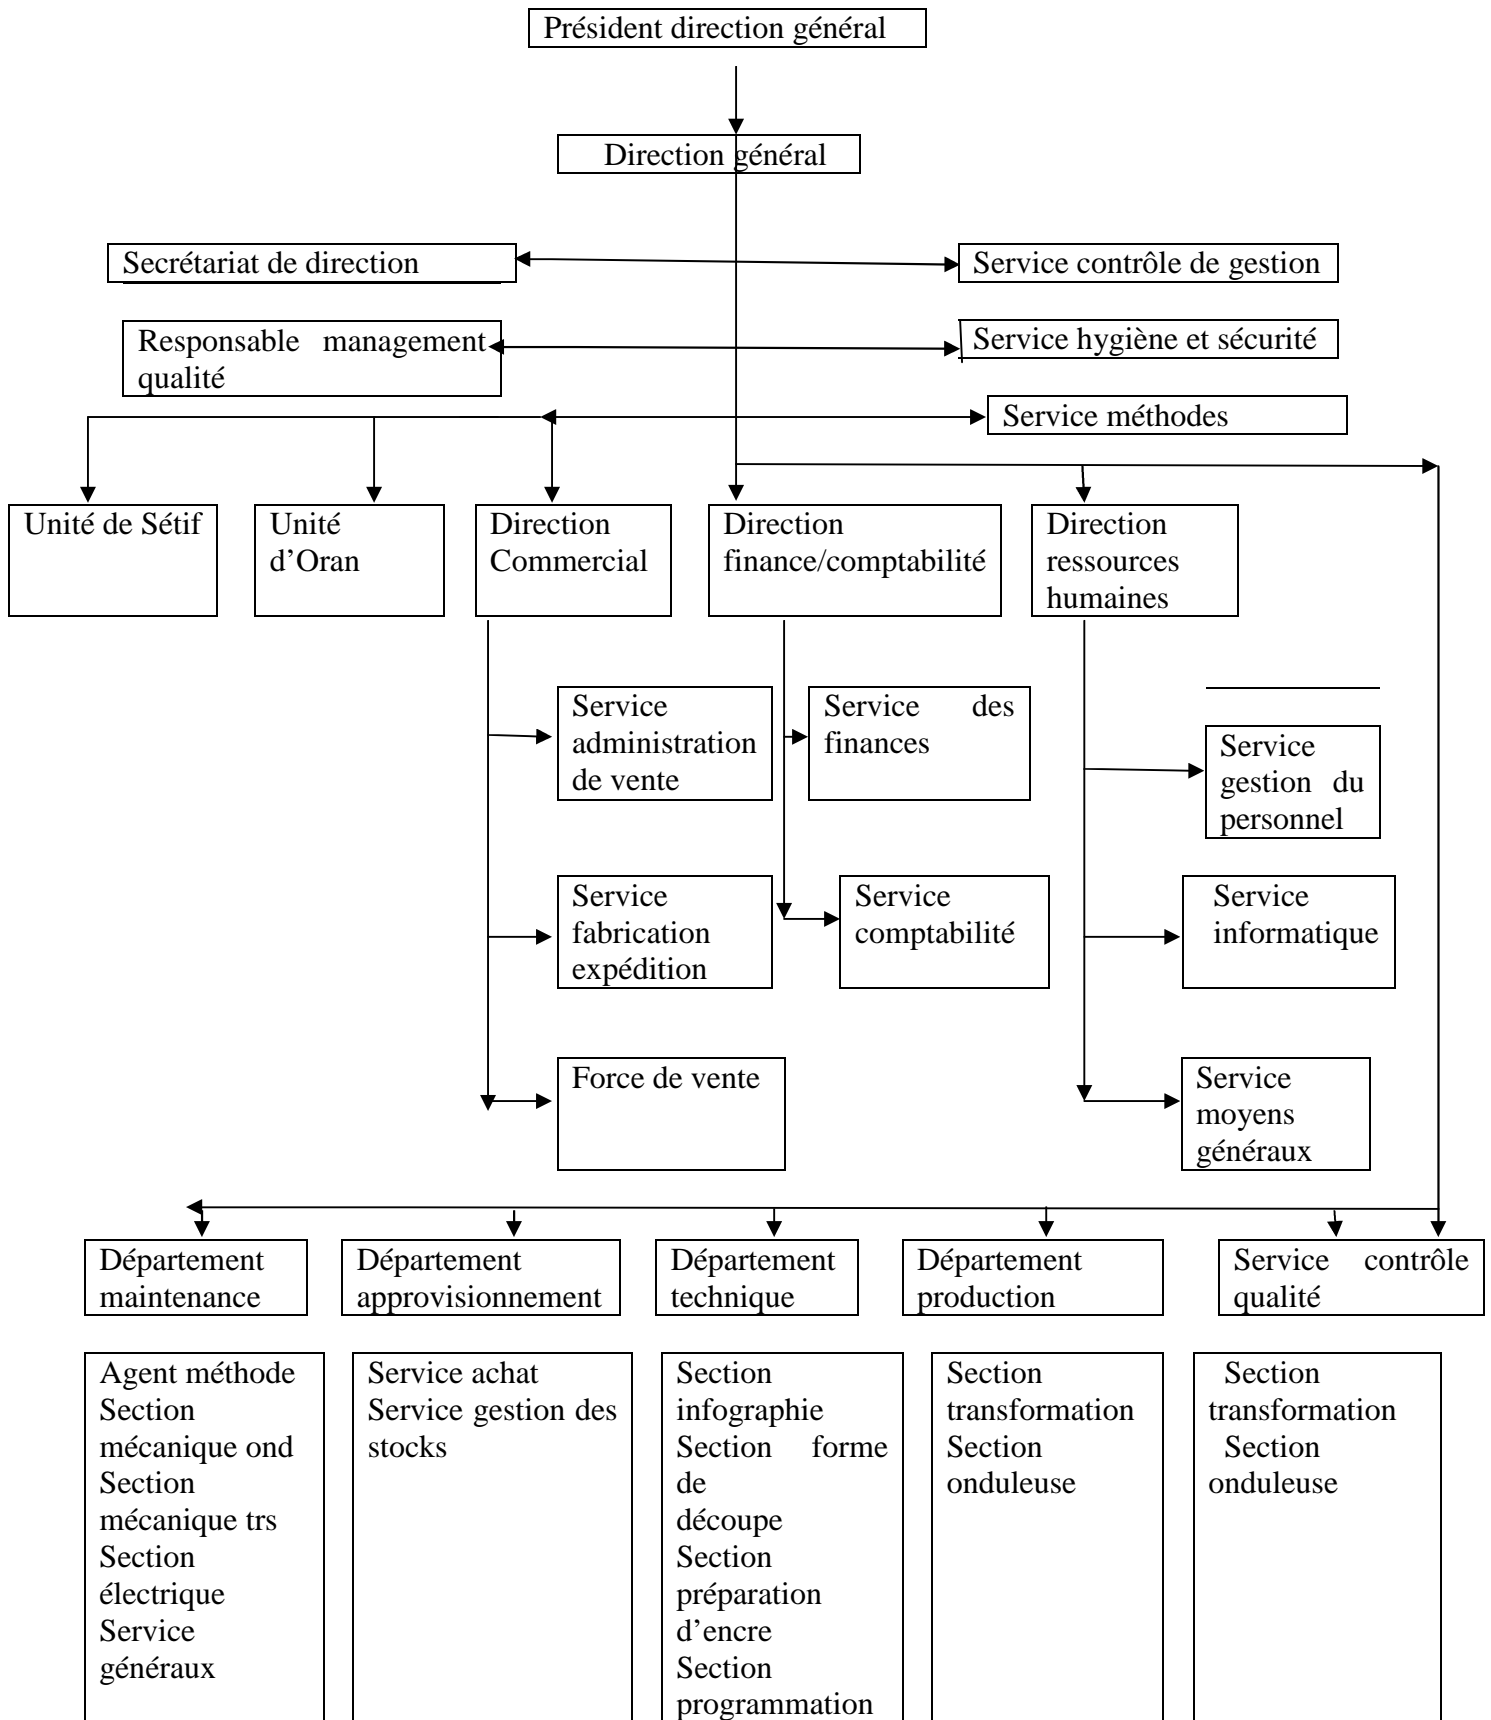 Président direction général
Direction général
Secrétariat de direction
Service contrôle de gestion
Responsable management
qualité
Service hygiène et sécurité
Service méthodes
Unité de Sétif
Unité
d’Oran
Direction
Commercial
Direction
finance/comptabilité
Direction
ressources
humaines
Service
administration
de vente
Service des
finances
Service
gestion du
personnel
Service
fabrication
expédition
Service
comptabilité
Service
informatique
Force de vente
Service
moyens
généraux
Département
maintenance
Département
approvisionnement
Département
technique
Département
production
Service contrôle
qualité
Agent méthode
Section
mécanique ond
Section
mécanique trs
Section
électrique
Service
généraux
Service achat
Service gestion des
stocks
Section
infographie
Section forme
de
découpe
Section
préparation
d’encre
Section
programmation
Section
transformation
Section
onduleuse
Section
transformation
Section
onduleuse